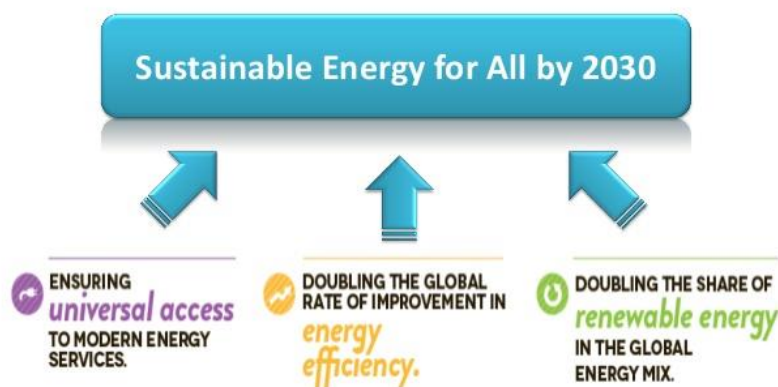 Sustainable Energy for All by 2030
ENSURING
universal access
TO MODERN ENERGY
SERVICES.
DOUBLING THE GLOBAL
RATE OF IMPROVEMENT IN
energy
efficiency.
DOUBLING THE SHARE OF
renewable energy
IN THE GLOBAL
ENERGY MIX.